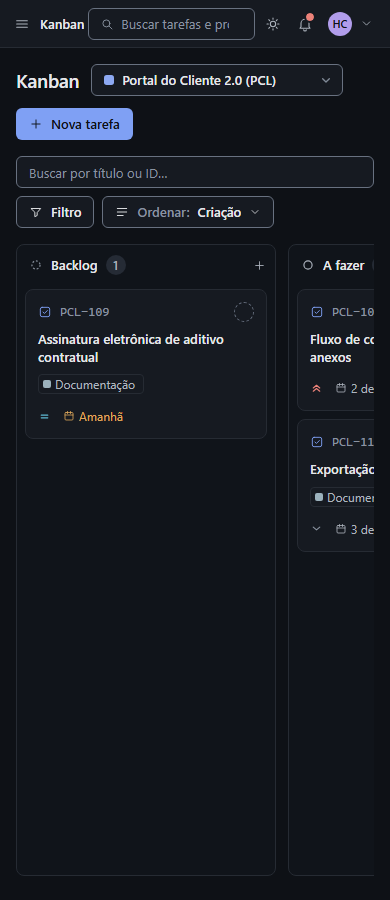 Kanban
Buscar tarefas e pr
HC
Kanban
Portal do Cliente 2.0 (PCL)
Nova tarefa
Buscar por título ou ID...
Filtro
Ordenar: Criação
Backlog 1
PCL-109
Assinatura eletrônica de aditivo
contratual
Documentação
Amanhã
A fazer
PCL-10
Fluxo de co
anexos
2 de
PCL-11
Exportação
Documen
3 de